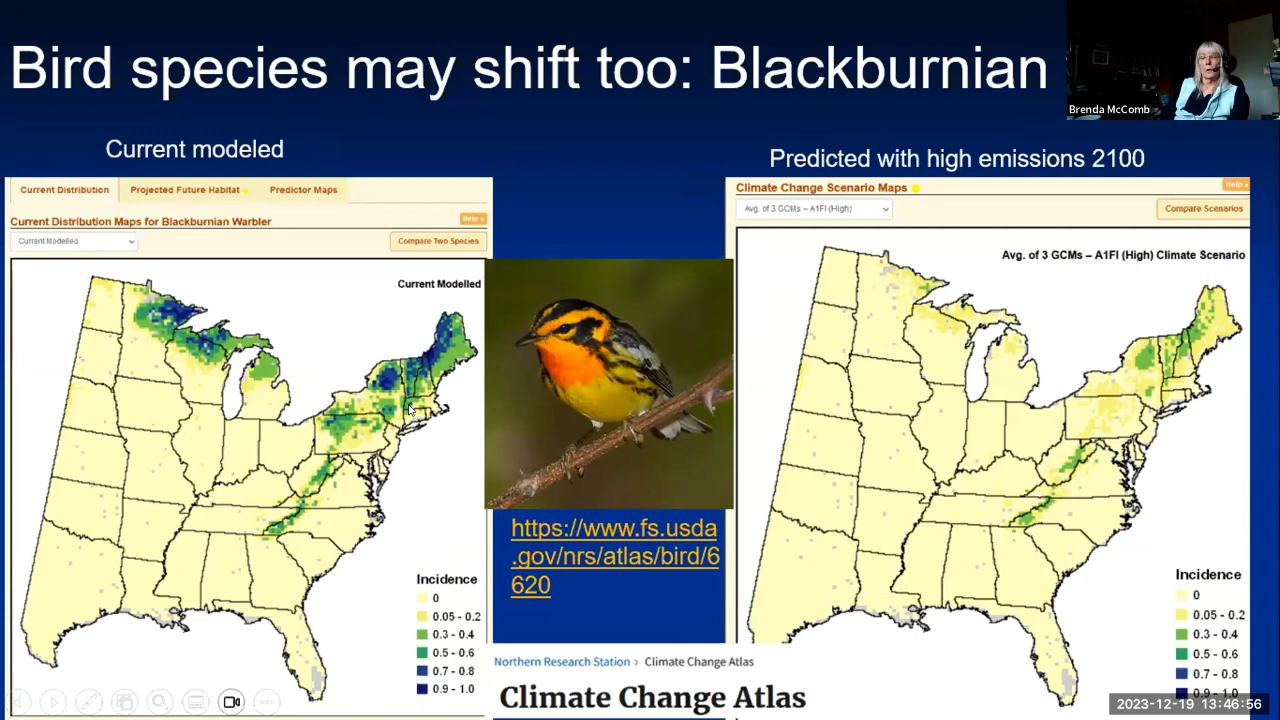 Bird species may shift too: Blackburnian
Brenda McComb
Current modeled
Predicted with high emissions 2100
Current Distribution
Projected Future Habitat
Predictor Maps
Current Distribution Maps for Blackburnian Warbler
Help »
Current Modelled
Compare Two Species
Current Modelled
Incidence
0
0.05 - 0.2
0.3 - 0.4
0.5 - 0.6
0.7 - 0.8
0.9 - 1.0
https://www.fs.usda
.gov/nrs/atlas/bird/6
620
Northern Research Station › Climate Change Atlas
Climate Change Atlas
Climate Change Scenario Maps
Help »
Avg. of 3 GCMs – A1FI (High)
Compare Scenarios
Avg. of 3 GCMs – A1FI (High) Climate Scenario
Incidence
0
0.05 - 0.2
0.3 - 0.4
0.5 - 0.6
0.7 - 0.8
0.9 - 1.0
2023-12-19 13:46:56